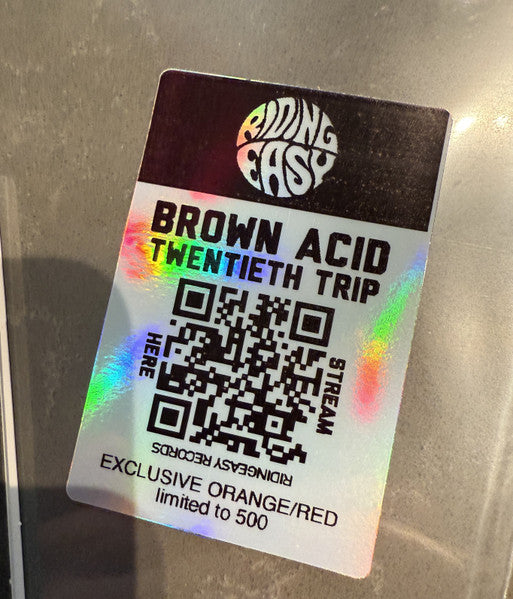 RIDING
EASY
BROWN ACID
TWENTIETH TRIP
HERE
STREAM
RIDINGEASY RECORDS
EXCLUSIVE ORANGE/RED
limited to 500